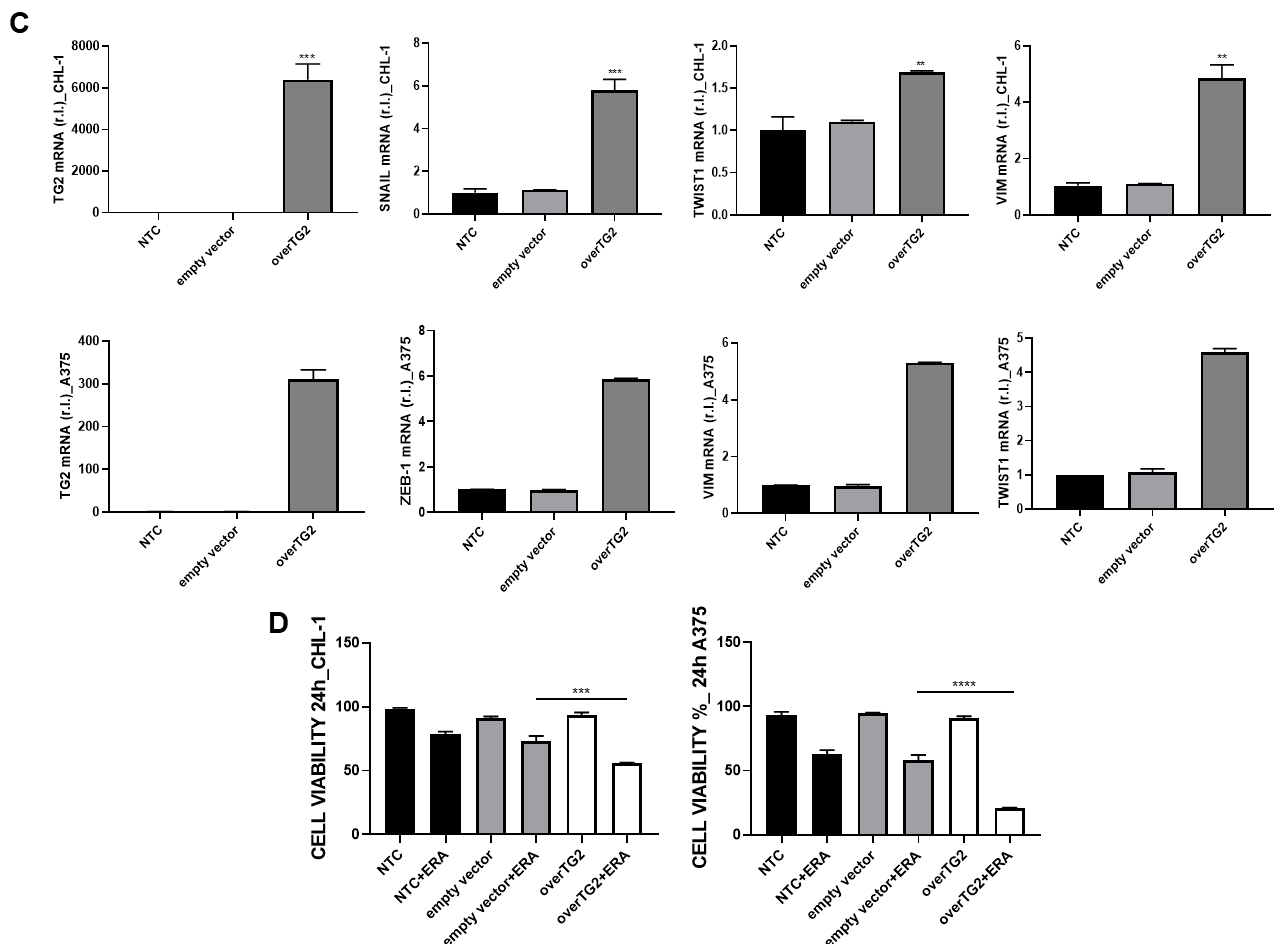 C
TG2 mRNA (r.l.)_CHL-1
8000
6000
4000
2000
0
***
NTC
empty vector
overTG2
SNAIL mRNA (r.l.)_CHL-1
8
6
4
2
0
***
NTC
empty vector
overTG2
TWIST1 mRNA (r.l.)_CHL-1
2.0
1.5
1.0
0.5
0.0
**
NTC
empty vector
overTG2
VIM mRNA (r.l.)_CHL-1
6
4
2
0
**
NTC
empty vector
overTG2
TG2 mRNA (r.l.)_A375
400
300
200
100
0
NTC
empty vector
overTG2
ZEB-1 mRNA (r.l.)_A375
8
6
4
2
0
NTC
empty vector
overTG2
VIM mRNA (r.l.)_A375
6
4
2
0
NTC
empty vector
overTG2
TWIST1 mRNA (r.l.)_A375
5
4
3
2
1
0
NTC
empty vector
overTG2
D
CELL VIABILITY 24h_CHL-1
150
100
50
0
***
NTC
NTC+ERA
empty vector
empty vector+ERA
overTG2
overTG2+ERA
CELL VIABILITY %_ 24h A375
150
100
50
0
****
NTC
NTC+ERA
empty vector
empty vector+ERA
overTG2
overTG2+ERA